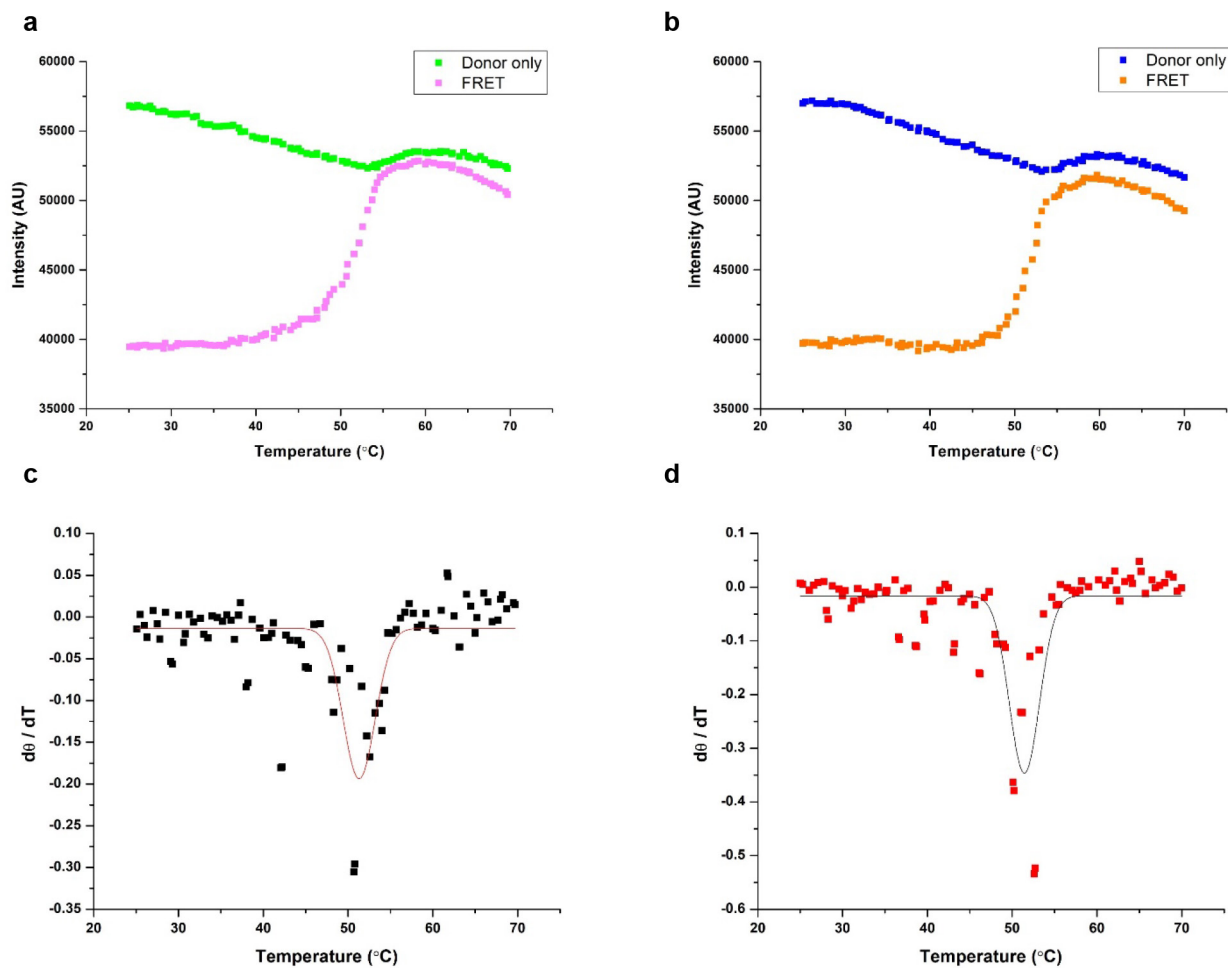 a
Donor only
FRET
60000
55000
50000
45000
40000
35000
20 30 40 50 60 70
Intensity (AU)
Temperature (°C)
b
Donor only
FRET
60000
55000
50000
45000
40000
35000
20 30 40 50 60 70
Intensity (AU)
Temperature (°C)
c
0.10
0.05
0.00
-0.05
-0.10
-0.15
-0.20
-0.25
-0.30
-0.35
20 30 40 50 60 70
dθ / dT
Temperature (°C)
d
0.1
0.0
-0.1
-0.2
-0.3
-0.4
-0.5
-0.6
20 30 40 50 60 70
dθ / dT
Temperature (°C)